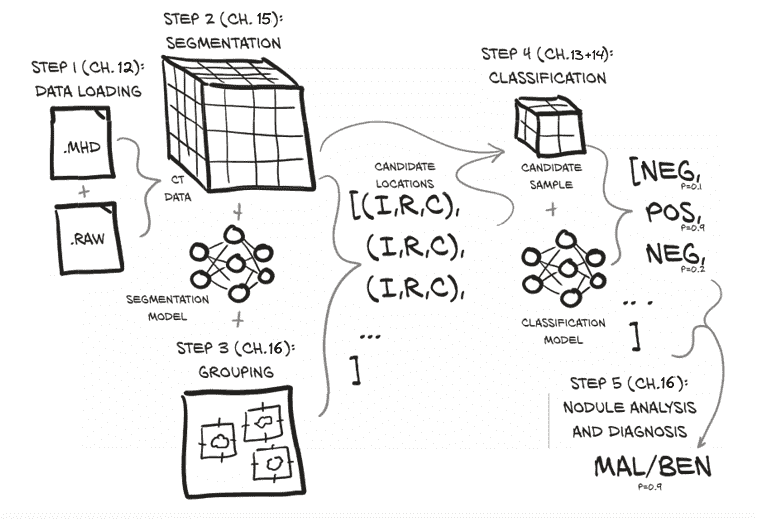 STEP 1 (CH. 12):
DATA LOADING
.MHD
+
.RAW
STEP 2 (CH. 15):
SEGMENTATION
CT
DATA
+
SEGMENTATION
MODEL
+
STEP 3 (CH.16):
GROUPING
CANDIDATE
LOCATIONS
[(I,R,C),
(I,R,C),
(I,R,C),
...
]
STEP 4 (CH.13+14):
CLASSIFICATION
CANDIDATE
SAMPLE
+
CLASSIFICATION
MODEL
[NEG,
P=0.1
POS,
P=0.9
NEG,
P=0.2
...
]
STEP 5 (CH.16):
NODULE ANALYSIS
AND DIAGNOSIS
MAL/BEN
P=0.9